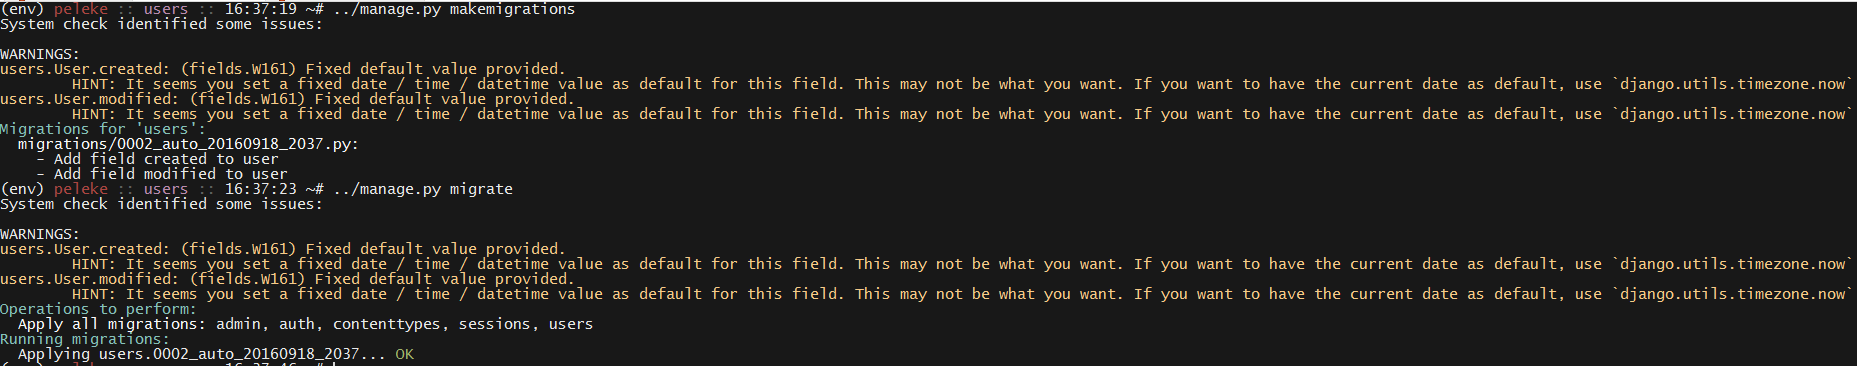 (env) peleke :: users :: 16:37:19 ~# ../manage.py makemigrations
System check identified some issues:
WARNINGS:
users.User.created: (fields.W161) Fixed default value provided.
HINT: It seems you set a fixed date / time / datetime value as default for this field. This may not be what you want. If you want to have the current date as default, use `django.utils.timezone.now`
users.User.modified: (fields.W161) Fixed default value provided.
HINT: It seems you set a fixed date / time / datetime value as default for this field. This may not be what you want. If you want to have the current date as default, use `django.utils.timezone.now`
Migrations for 'users':
migrations/0002_auto_20160918_2037.py:
- Add field created to user
- Add field modified to user
(env) peleke :: users :: 16:37:23 ~# ../manage.py migrate
System check identified some issues:
WARNINGS:
users.User.created: (fields.W161) Fixed default value provided.
HINT: It seems you set a fixed date / time / datetime value as default for this field. This may not be what you want. If you want to have the current date as default, use `django.utils.timezone.now`
users.User.modified: (fields.W161) Fixed default value provided.
HINT: It seems you set a fixed date / time / datetime value as default for this field. This may not be what you want. If you want to have the current date as default, use `django.utils.timezone.now`
Operations to perform:
Apply all migrations: admin, auth, contenttypes, sessions, users
Running migrations:
Applying users.0002_auto_20160918_2037... OK